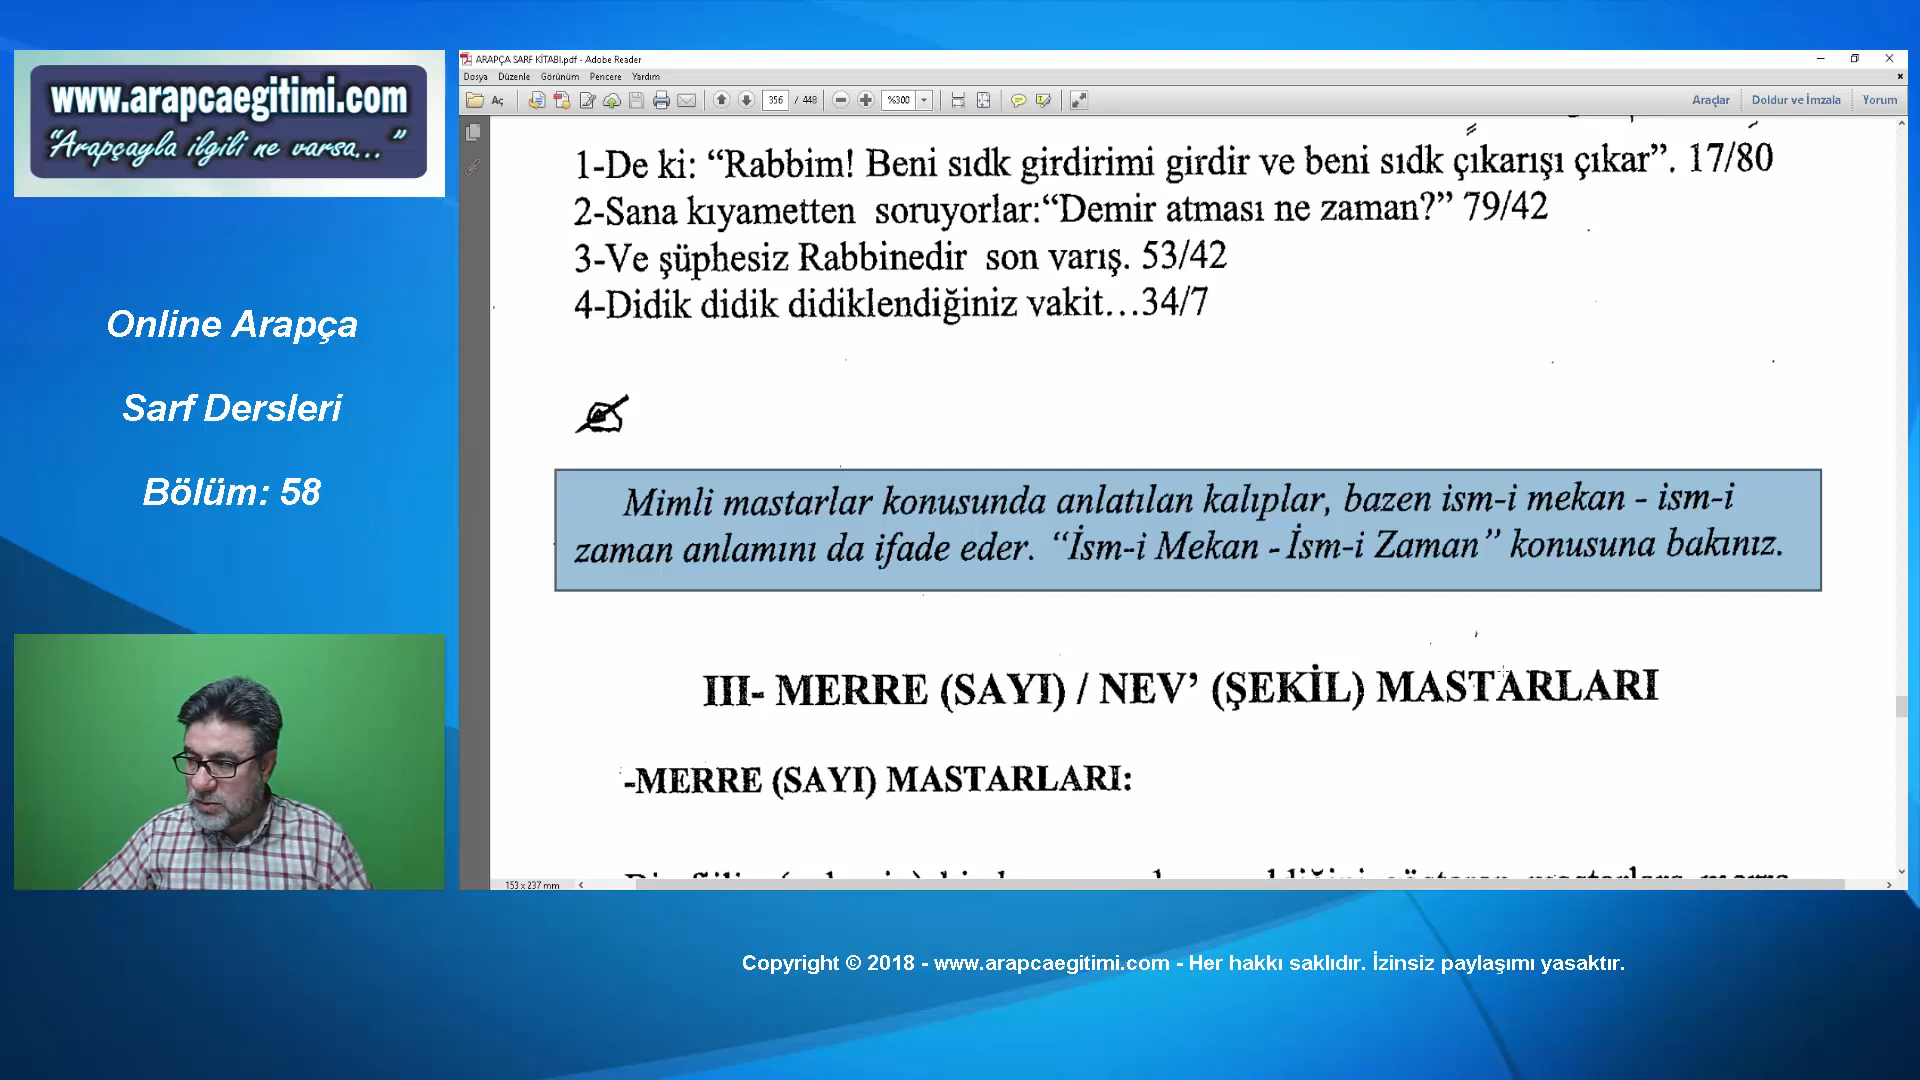 www.arapcaegitimi.com
"Arapçayla ilgili ne varsa..."
Online Arapça
Sarf Dersleri
Bölüm: 58
ARAPÇA SARF KİTABI.pdf - Adobe Reader
Dosya Düzenle Görünüm Pencere Yardım
Aç 356 / 448 %300 Araçlar Doldur ve İmzala Yorum
1-De ki: “Rabbim! Beni sıdk girdirimi girdir ve beni sıdk çıkarışı çıkar”. 17/80
2-Sana kıyametten soruyorlar:“Demir atması ne zaman?” 79/42
3-Ve şüphesiz Rabbinedir son varış. 53/42
4-Didik didik didiklendiğiniz vakit…34/7
Mimli mastarlar konusunda anlatılan kalıplar, bazen ism-i mekan - ism-i
zaman anlamını da ifade eder. “İsm-i Mekan - İsm-i Zaman” konusuna bakınız.
III- MERRE (SAYI) / NEV’ (ŞEKİL) MASTARLARI
-MERRE (SAYI) MASTARLARI:
153 x 237 mm
Copyright © 2018 - www.arapcaegitimi.com - Her hakkı saklıdır. İzinsiz paylaşımı yasaktır.